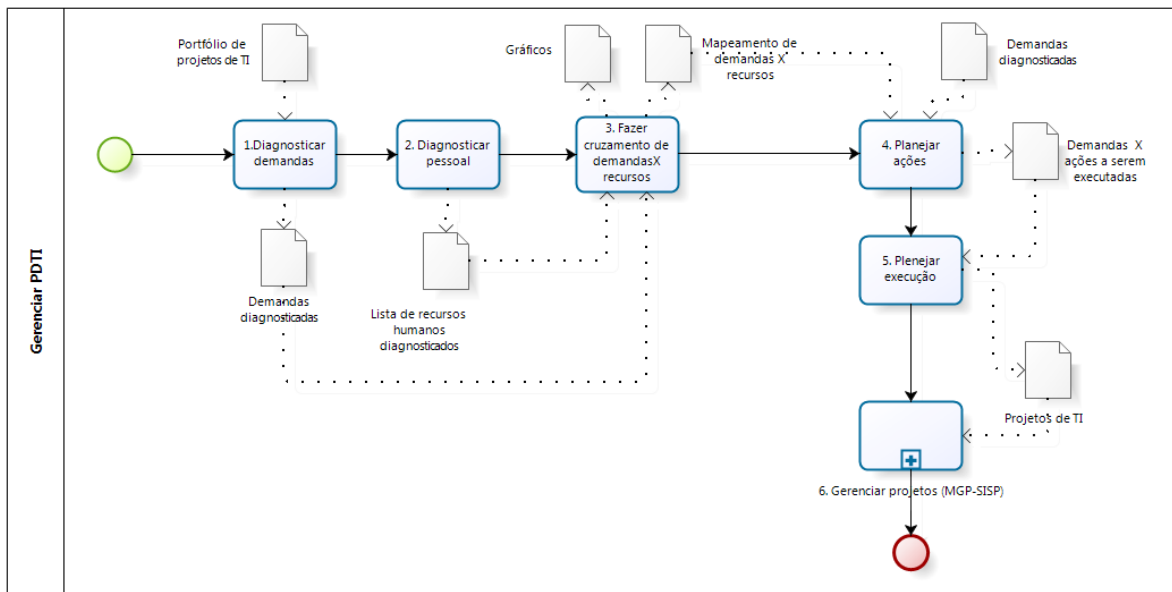 Gerenciar PDTI
Portfólio de
projetos de TI
Gráficos
Mapeamento de
demandas X
recursos
Demandas
diagnosticadas
1.Diagnosticar
demandas
2. Diagnosticar
pessoal
3. Fazer
cruzamento de
demandasX
recursos
4. Planejar
ações
Demandas X
ações a serem
executadas
5. Plenejar
execução
Demandas
diagnosticadas
Lista de recursos
humanos
diagnosticados
Projetos de TI
6. Gerenciar projetos (MGP-SISP)